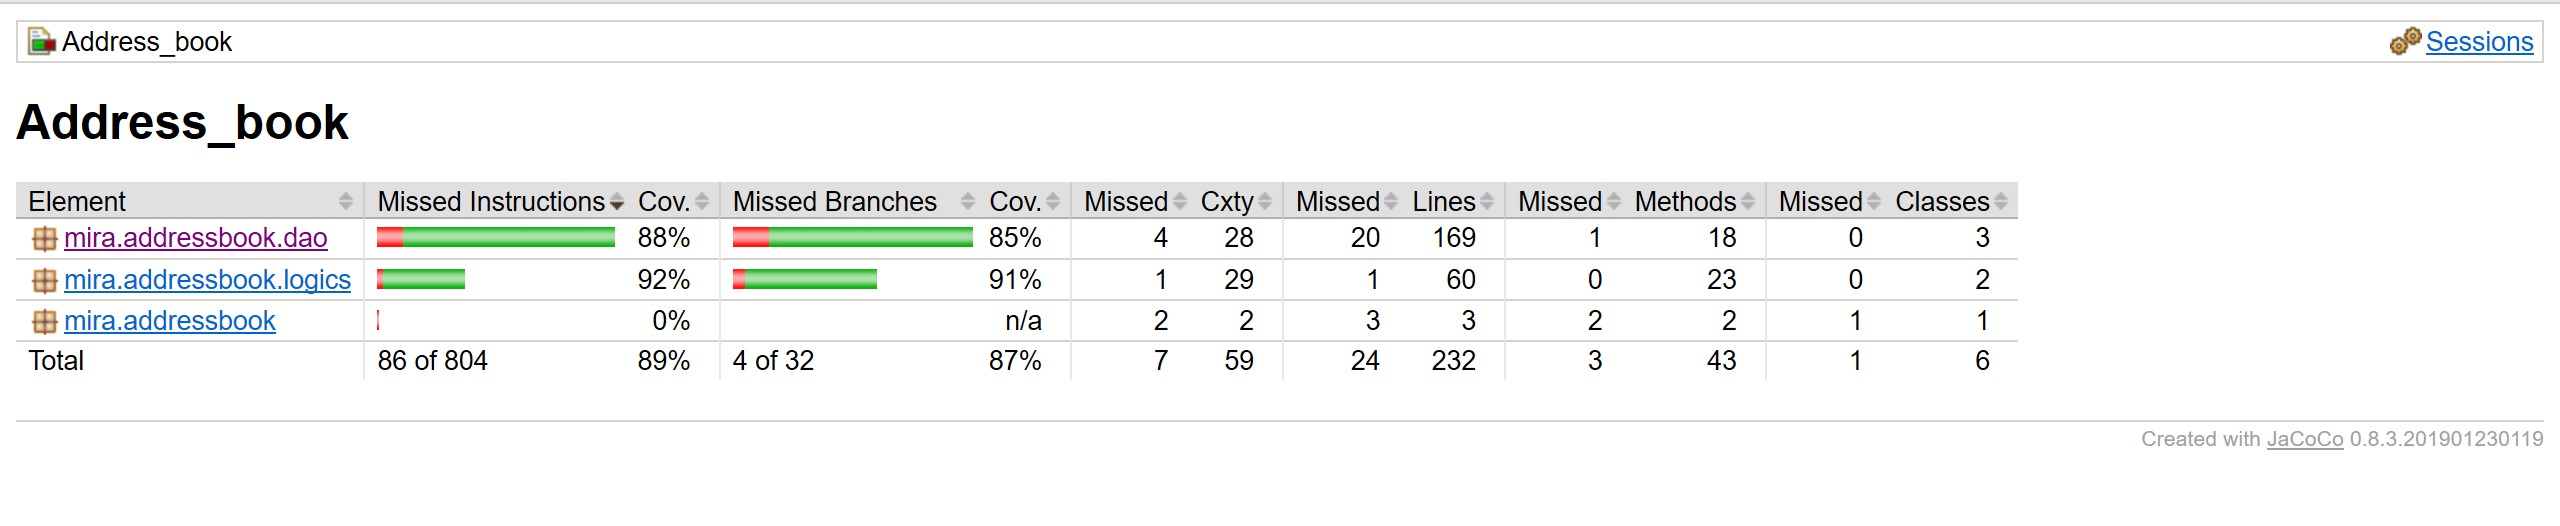 Address_book Sessions
Address_book
Element Missed Instructions Cov. Missed Branches Cov. Missed Cxty Missed Lines Missed Methods Missed Classes
mira.addressbook.dao 88% 85% 4 28 20 169 1 18 0 3
mira.addressbook.logics 92% 91% 1 29 1 60 0 23 0 2
mira.addressbook 0% n/a 2 2 3 3 2 2 1 1
Total 86 of 804 89% 4 of 32 87% 7 59 24 232 3 43 1 6
Created with JaCoCo 0.8.3.201901230119